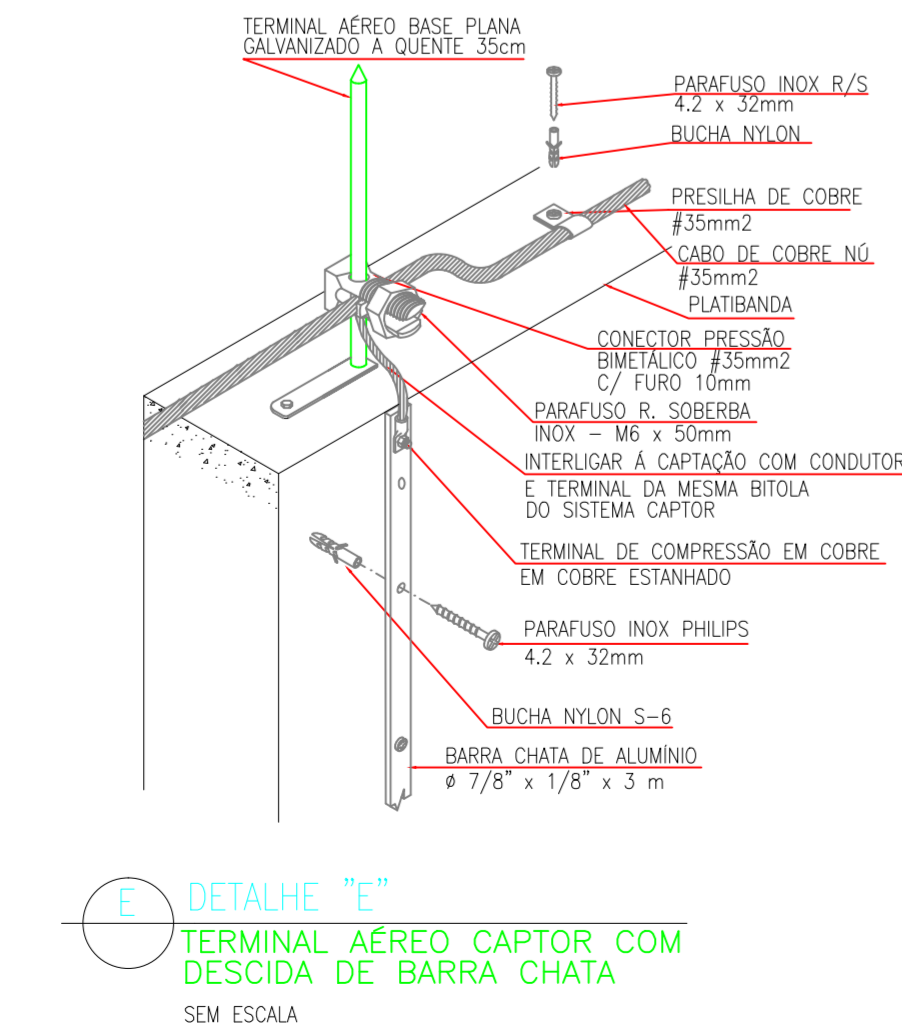 TERMINAL AÉREO BASE PLANA
GALVANIZADO A QUENTE 35cm
PARAFUSO INOX R/S
4.2 x 32mm
BUCHA NYLON
PRESILHA DE COBRE
#35mm2
CABO DE COBRE NÚ
#35mm2
PLATIBANDA
CONECTOR PRESSÃO
BIMETÁLICO #35mm2
C/ FURO 10mm
PARAFUSO R. SOBERBA
INOX – M6 x 50mm
INTERLIGAR Á CAPTAÇÃO COM CONDUTOR
E TERMINAL DA MESMA BITOLA
DO SISTEMA CAPTOR
TERMINAL DE COMPRESSÃO EM COBRE
EM COBRE ESTANHADO
PARAFUSO INOX PHILIPS
4.2 x 32mm
BUCHA NYLON S-6
BARRA CHATA DE ALUMÍNIO
ø 7/8" x 1/8" x 3 m
E
DETALHE "E"
TERMINAL AÉREO CAPTOR COM
DESCIDA DE BARRA CHATA
SEM ESCALA